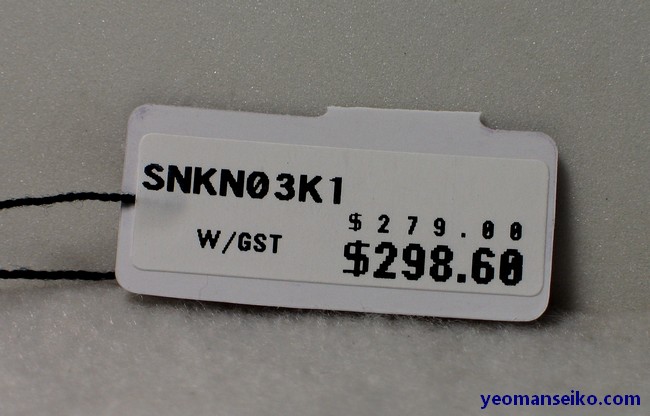 SNKN03K1
$279.00
W/GST $298.60
yeomanseiko.com